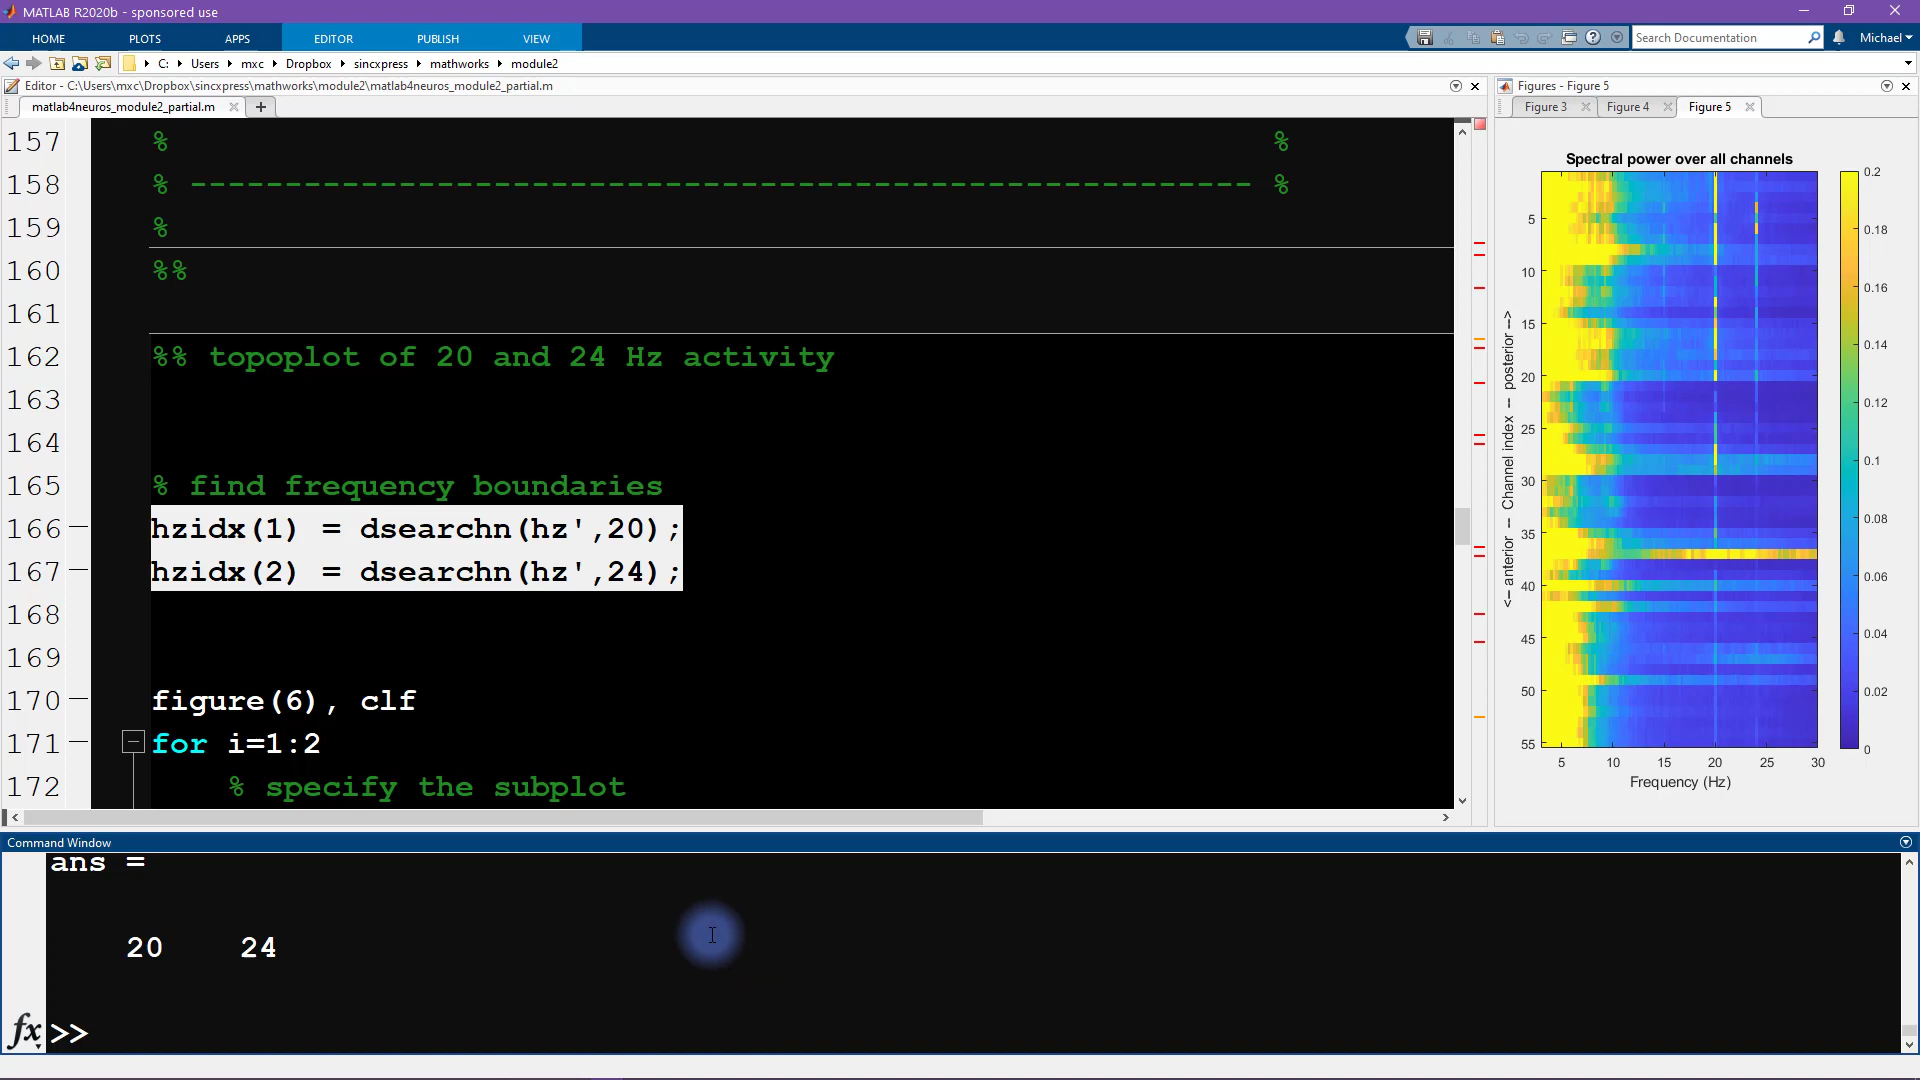 MATLAB R2020b - sponsored use
HOME PLOTS APPS EDITOR PUBLISH VIEW
Search Documentation
Michael
C: Users mxc Dropbox sincxpress mathworks module2
Editor - C:\Users\mxc\Dropbox\sincxpress\mathworks\module2\matlab4neuros_module2_partial.m
matlab4neuros_module2_partial.m
157 % %
158 % -------------------------------------------------------- %
159 %
160 %%
161
162 %% topoplot of 20 and 24 Hz activity
163
164
165 % find frequency boundaries
166 hzidx(1) = dsearchn(hz',20);
167 hzidx(2) = dsearchn(hz',24);
168
169
170 figure(6), clf
171 for i=1:2
172 % specify the subplot
Figures - Figure 5
Figure 3 Figure 4 Figure 5
Spectral power over all channels
<-- anterior -- Channel index -- posterior -->
5
10
15
20
25
30
35
40
45
50
55
5 10 15 20 25 30
Frequency (Hz)
0.2
0.18
0.16
0.14
0.12
0.1
0.08
0.06
0.04
0.02
0
Command Window
ans =
20 24
fx >>